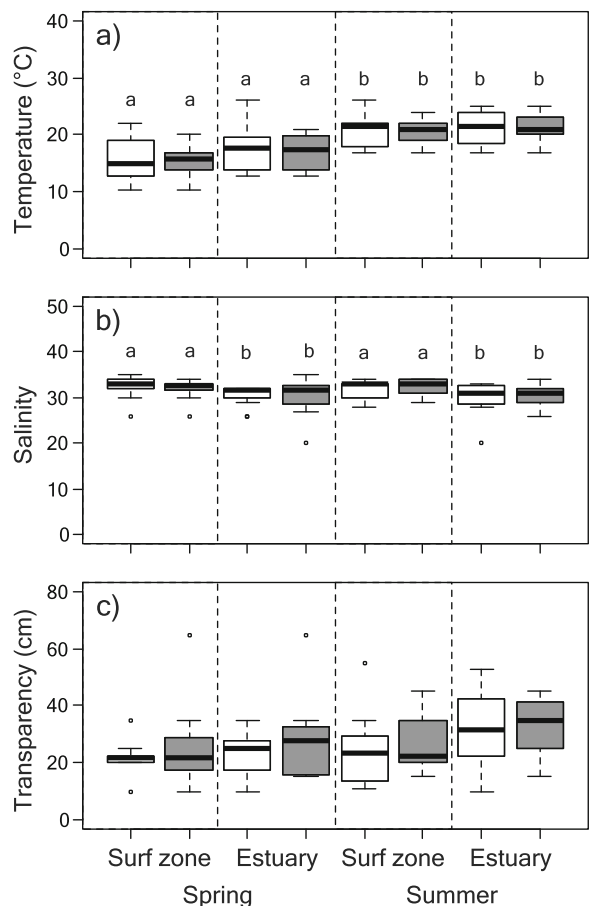 a)
Temperature (°C)
40
30
20
10
0
a a a a b b b b
b)
Salinity
50
40
30
20
10
0
a a b b a a b b
c)
Transparency (cm)
80
60
40
20
0
Surf zone Estuary Surf zone Estuary
Spring Summer